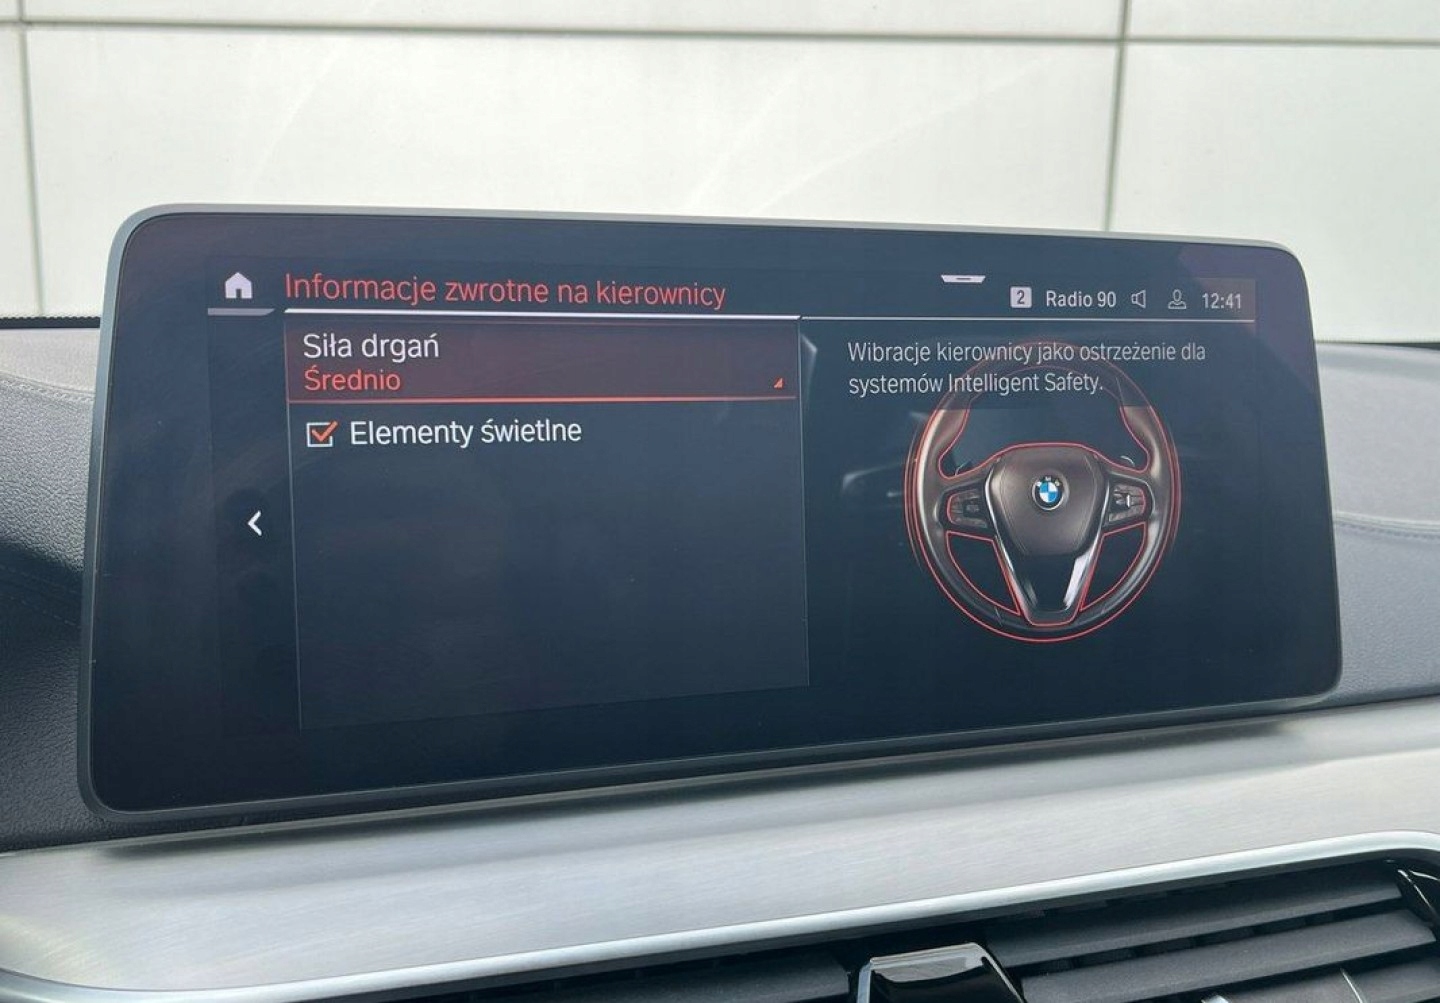 Informacje zwrotne na kierownicy
2 Radio 90 12:41
Siła drgań
Średnio
Elementy świetlne
Wibracje kierownicy jako ostrzeżenie dla
systemów Intelligent Safety.